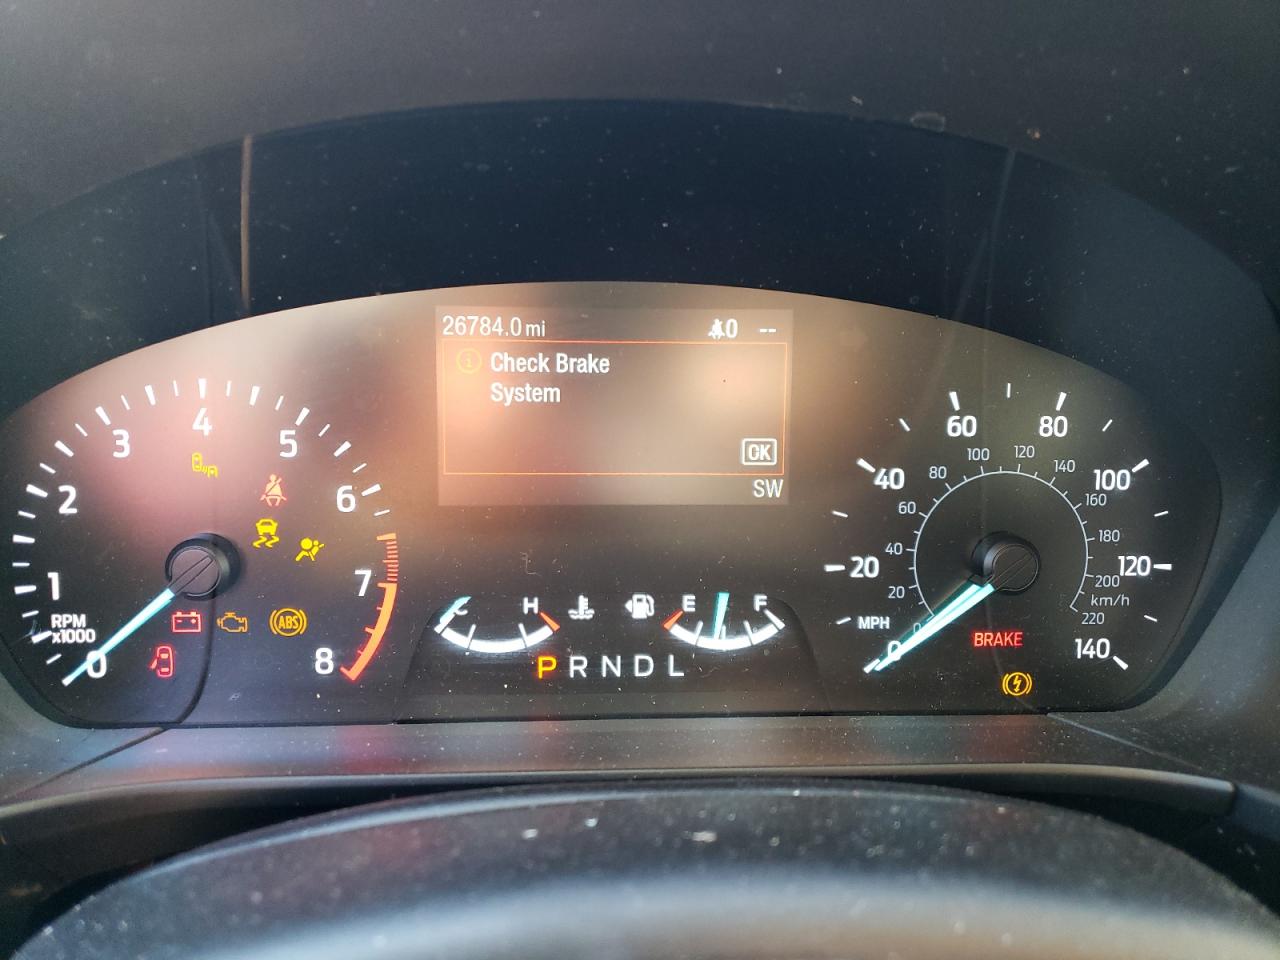 26784.0 mi 0 --
Check Brake
System
OK
SW
0 1 2 3 4 5 6 7 8
RPM
x1000
ABS
C H
E F
P R N D L
0 20 40 60 80 100 120 140
MPH
0 20 40 60 80 100 120 140 160 180 200 220
km/h
BRAKE